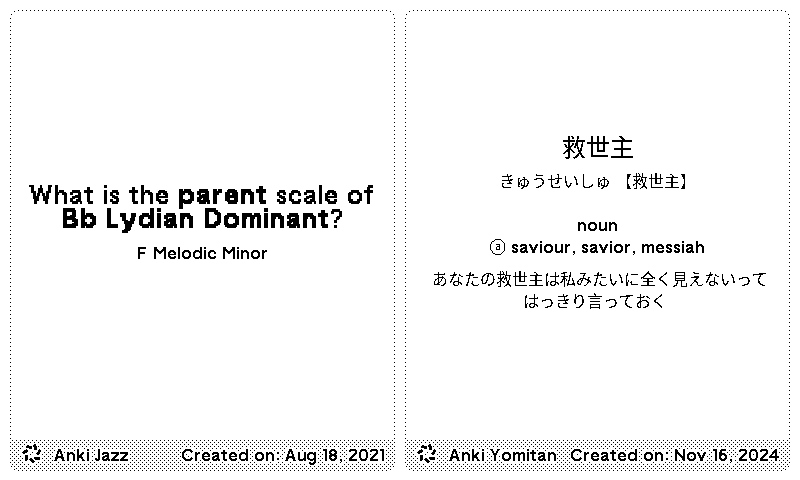 What is the parent scale of
Bb Lydian Dominant?
F Melodic Minor
Anki Jazz
Created on: Aug 18, 2021
救世主
きゅうせいしゅ 【救世主】
noun
ⓐ saviour, savior, messiah
あなたの救世主は私みたいに全く見えないって
はっきり言っておく
Anki Yomitan
Created on: Nov 16, 2024